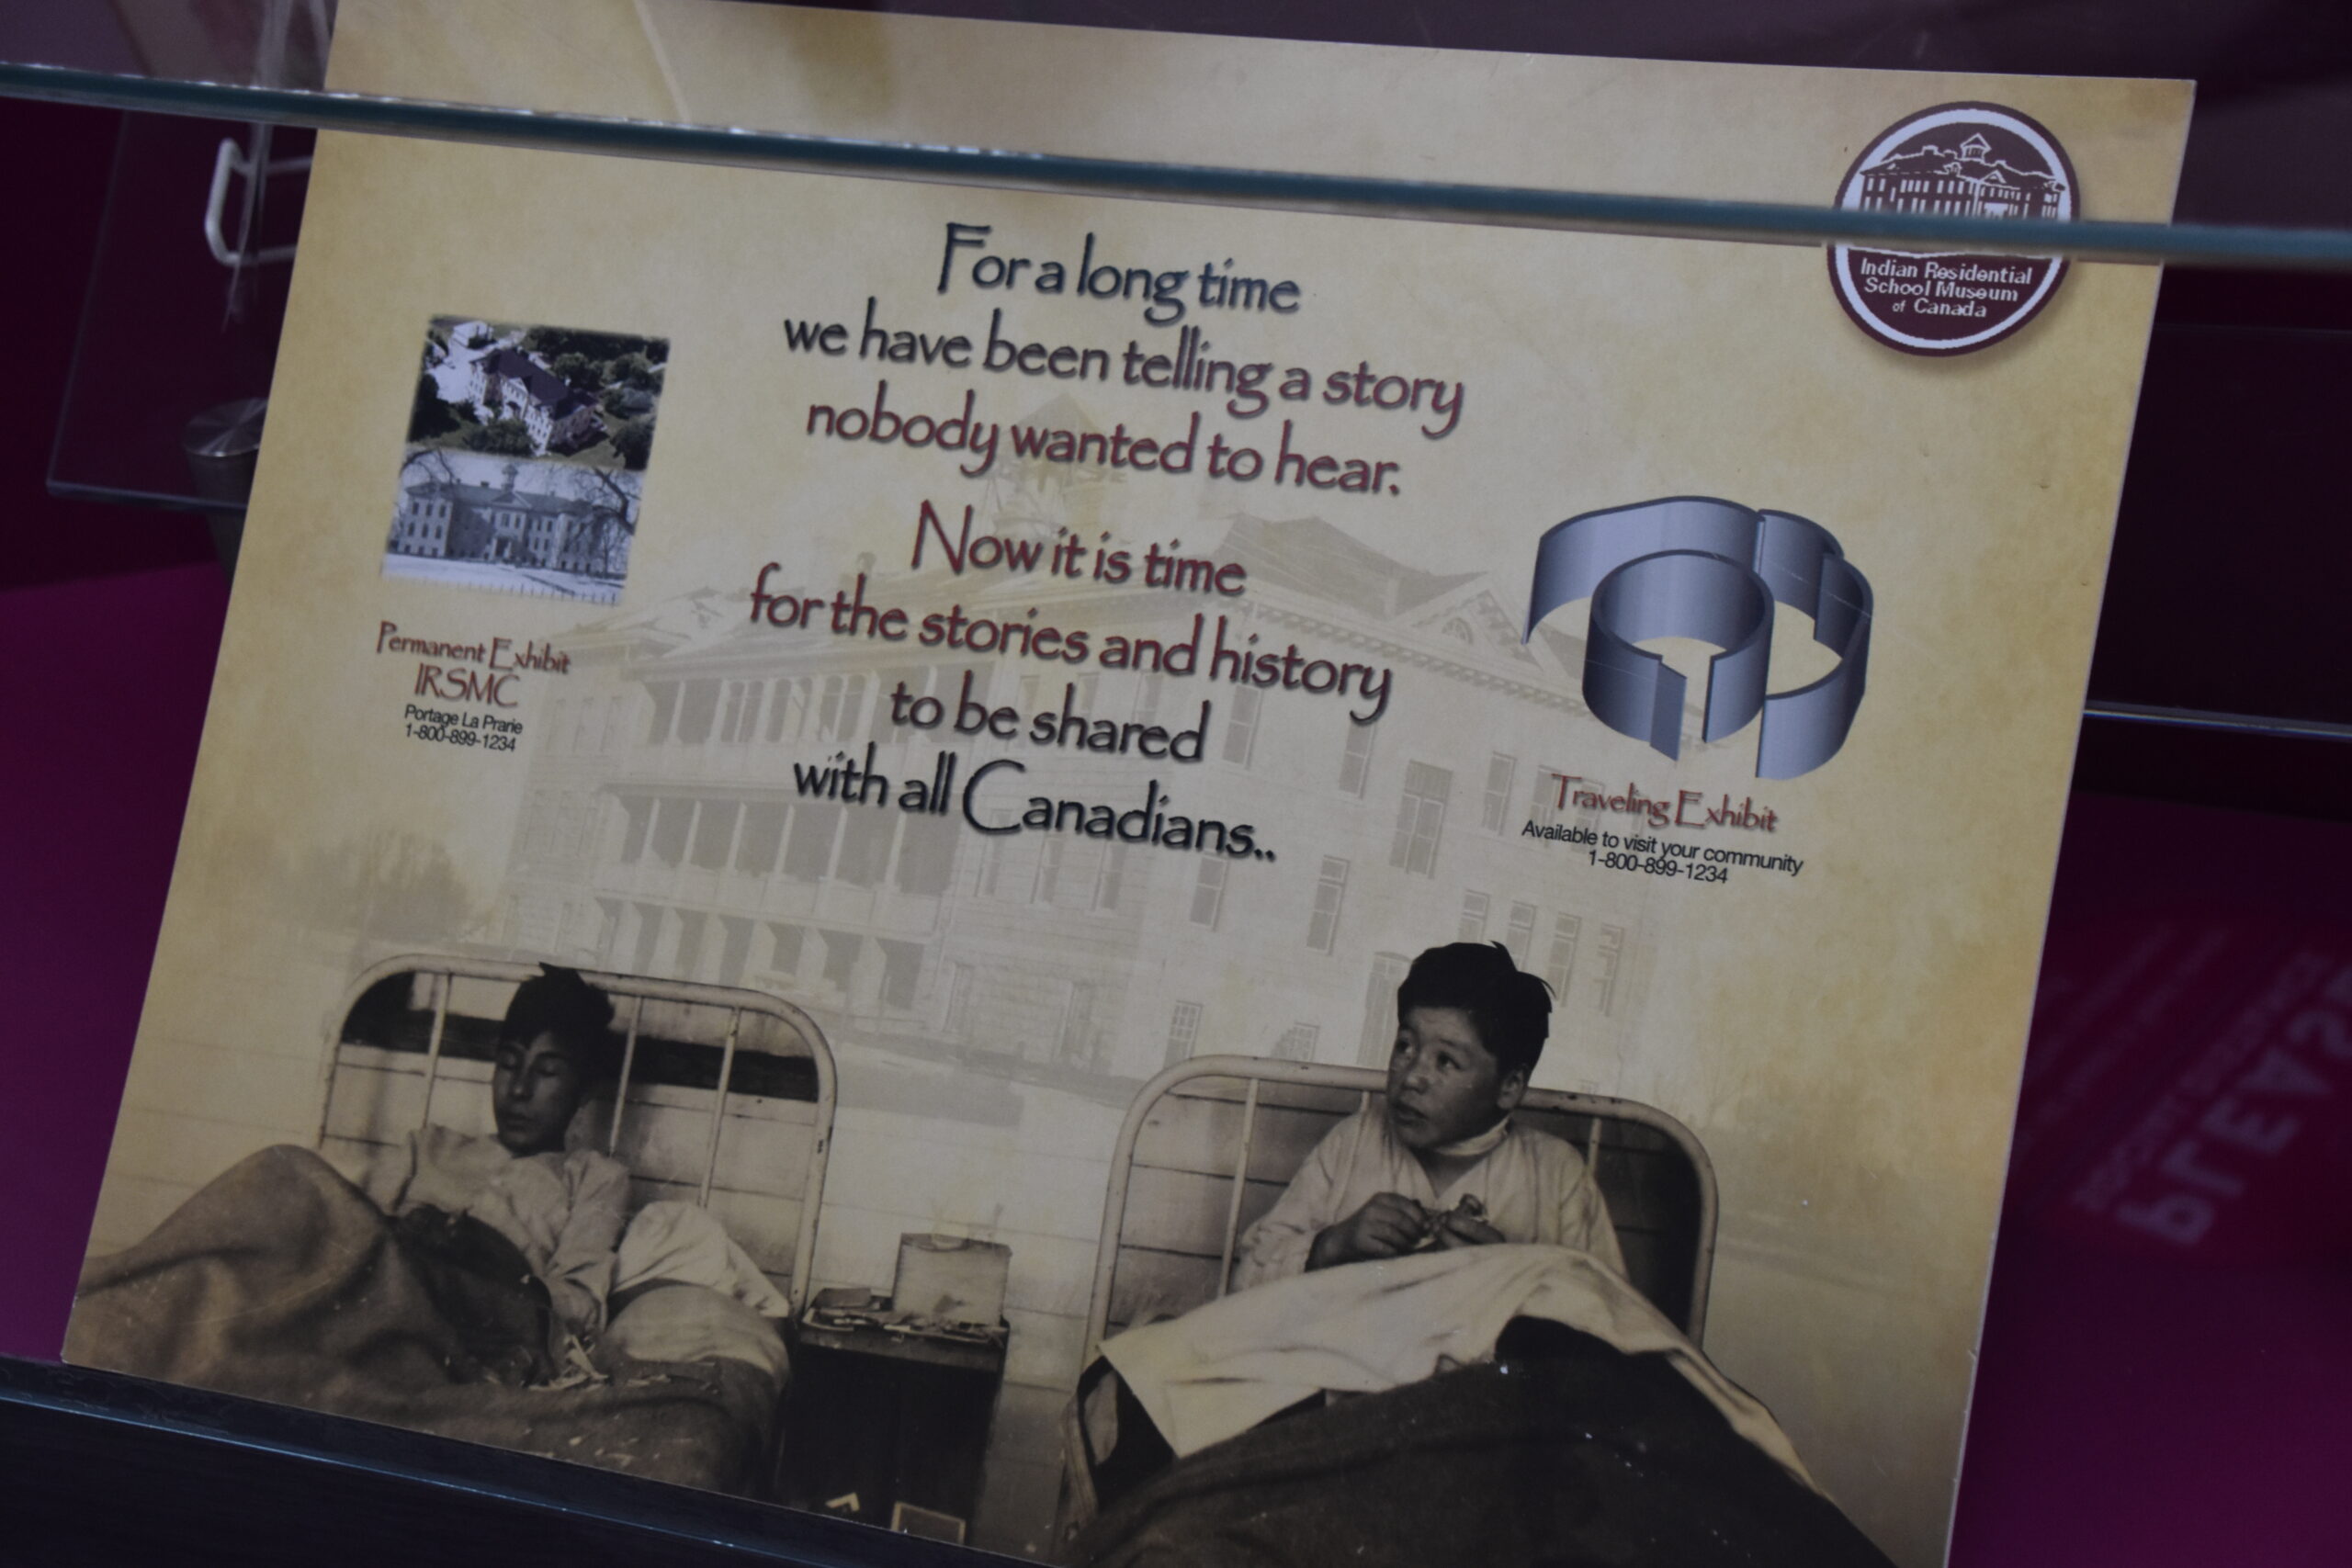 Indian Residential
School Museum
of Canada
For a long time
we have been telling a story
nobody wanted to hear.
Now it is time
for the stories and history
to be shared
with all Canadians..
Permanent Exhibit
IRSMC
Portage La Prarie
1-800-899-1234
Traveling Exhibit
Available to visit your community
1-800-899-1234
PLEAS